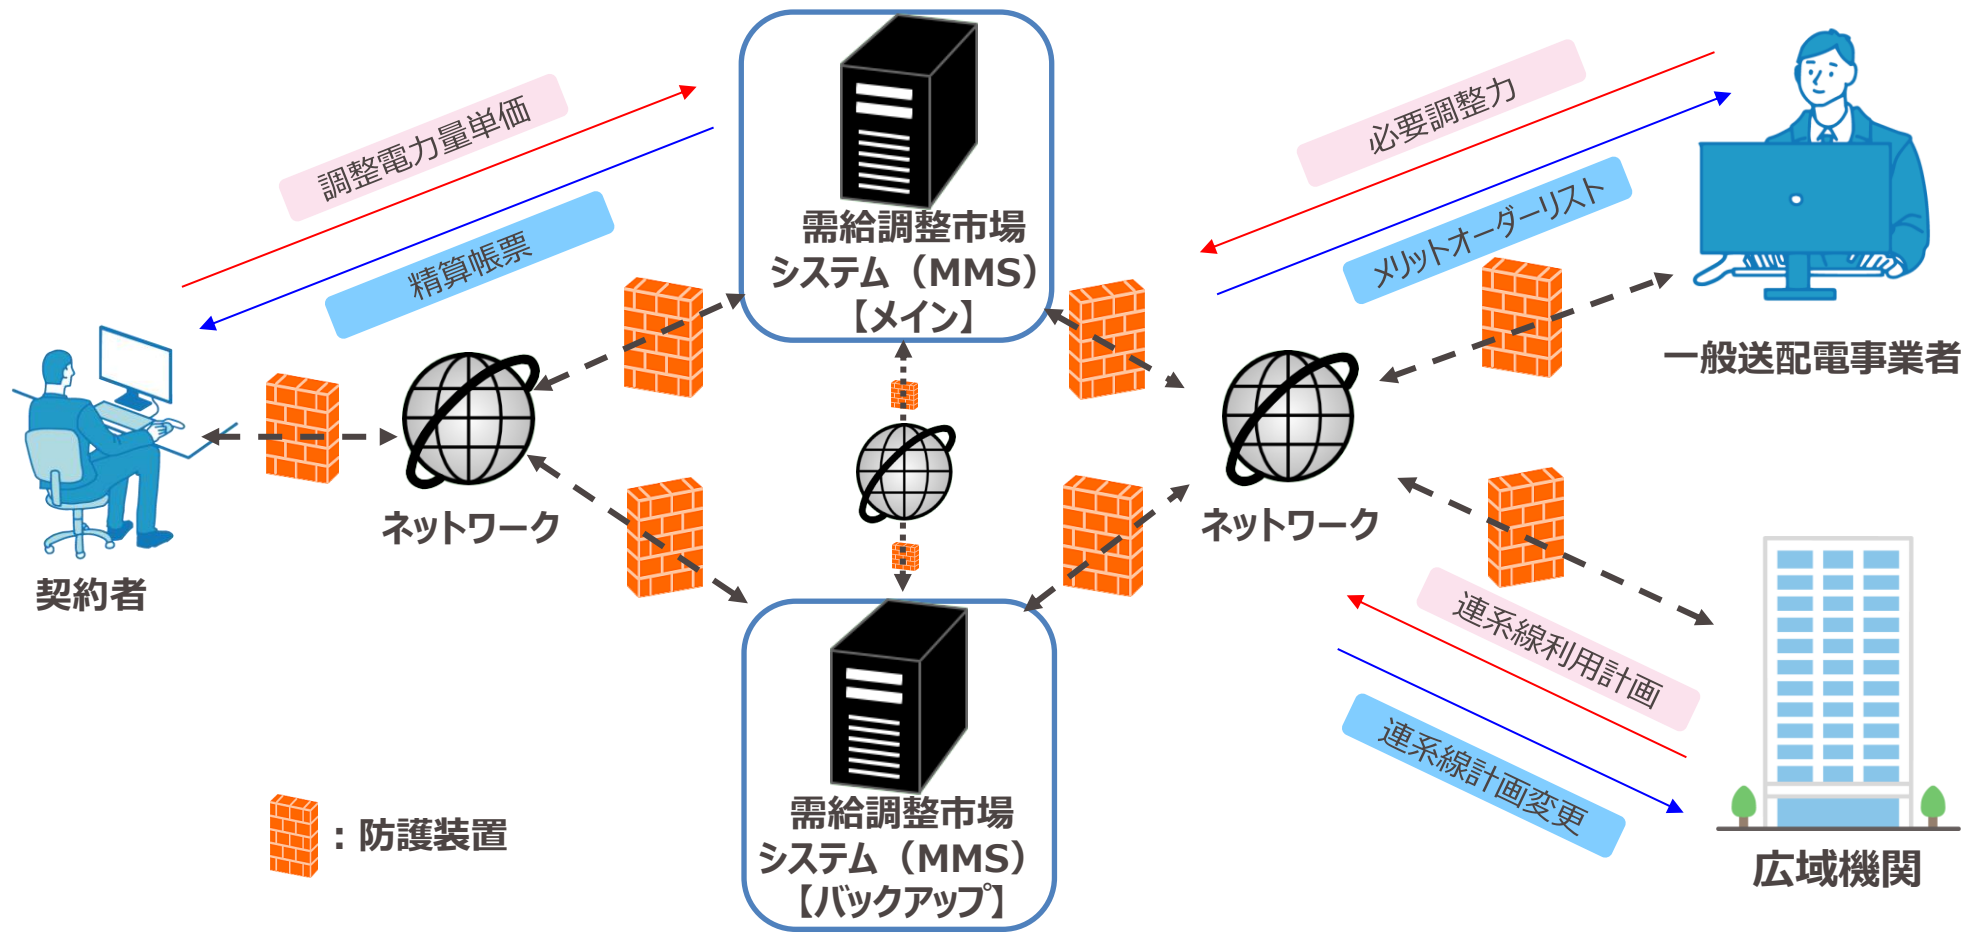 調整電力量単価
精算帳票
需給調整市場
システム（MMS）
【メイン】
必要調整力
メリットオーダーリスト
一般送配電事業者
ネットワーク
ネットワーク
契約者
連系線利用計画
連系線計画変更
：防護装置
需給調整市場
システム（MMS）
【バックアップ】
広域機関